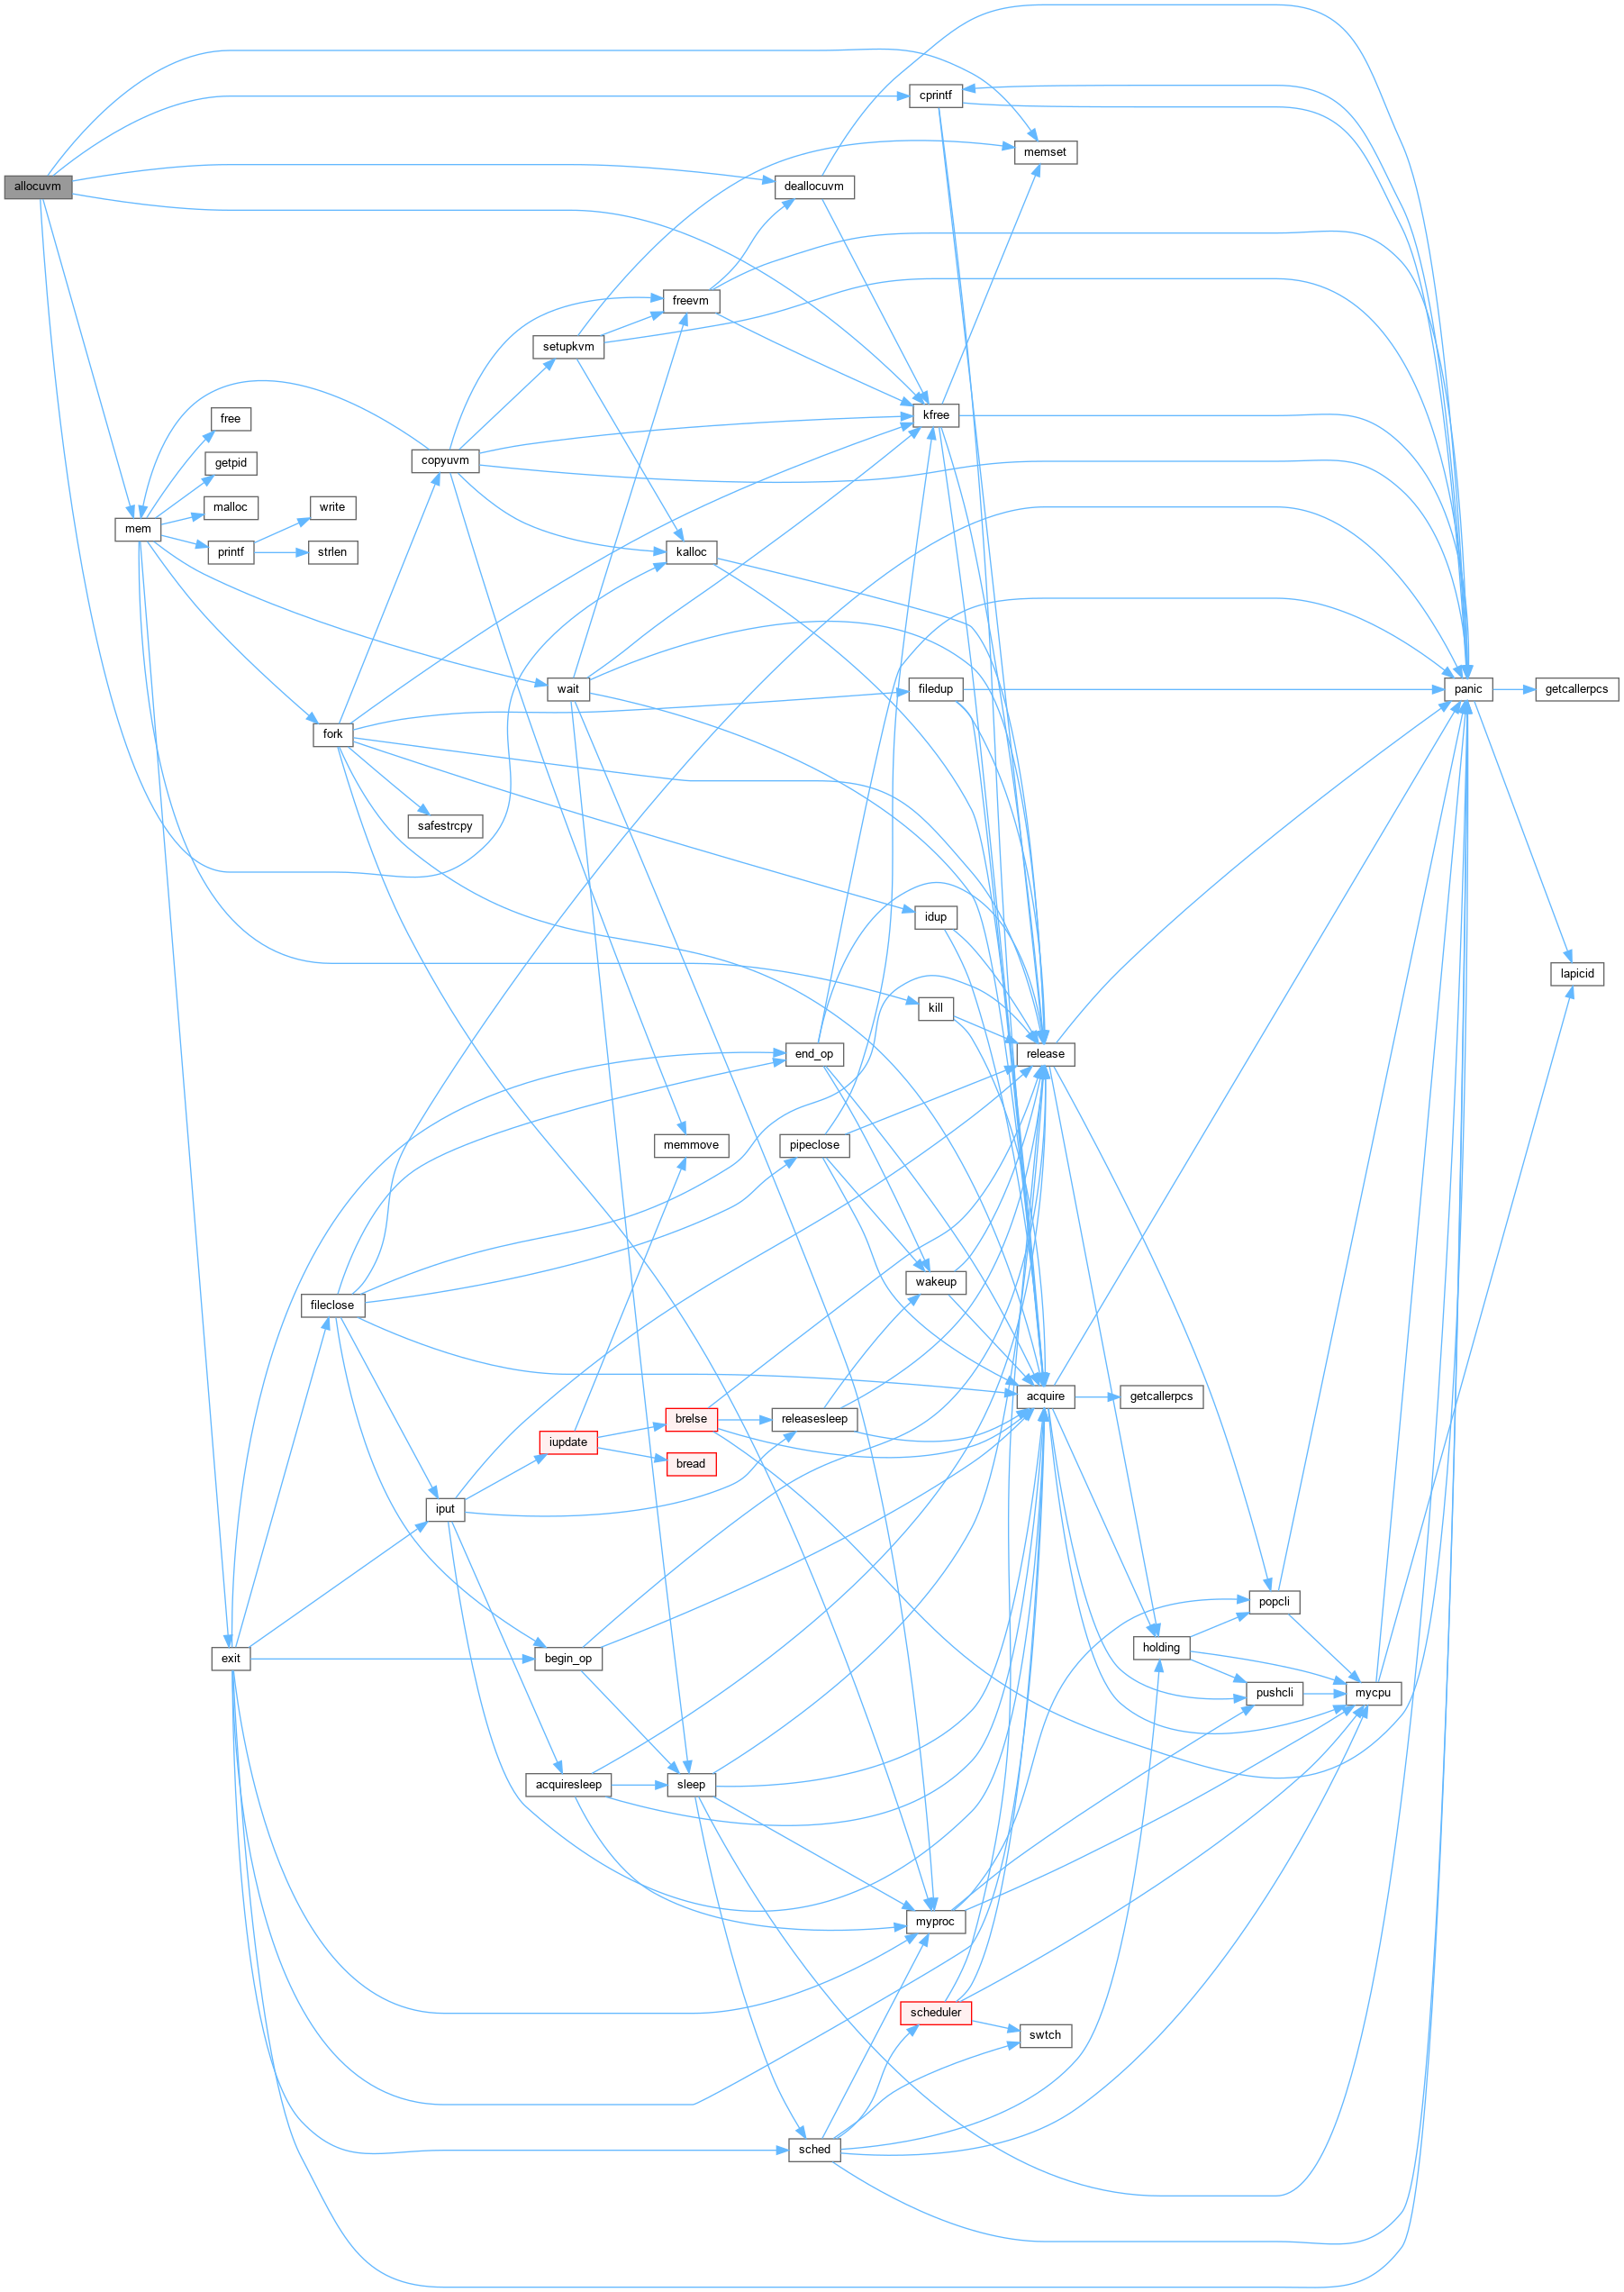 cprintf
memset
allocuvm
deallocuvm
freevm
setupkvm
kfree
free
copyuvm
getpid
malloc
write
mem
printf
strlen
kalloc
wait
filedup
panic
getcallerpcs
fork
safestrcpy
idup
lapicid
kill
end_op
release
memmove
pipeclose
wakeup
fileclose
acquire
getcallerpcs
brelse
releasesleep
iupdate
bread
iput
popcli
holding
exit
begin_op
pushcli
mycpu
acquiresleep
sleep
myproc
scheduler
swtch
sched